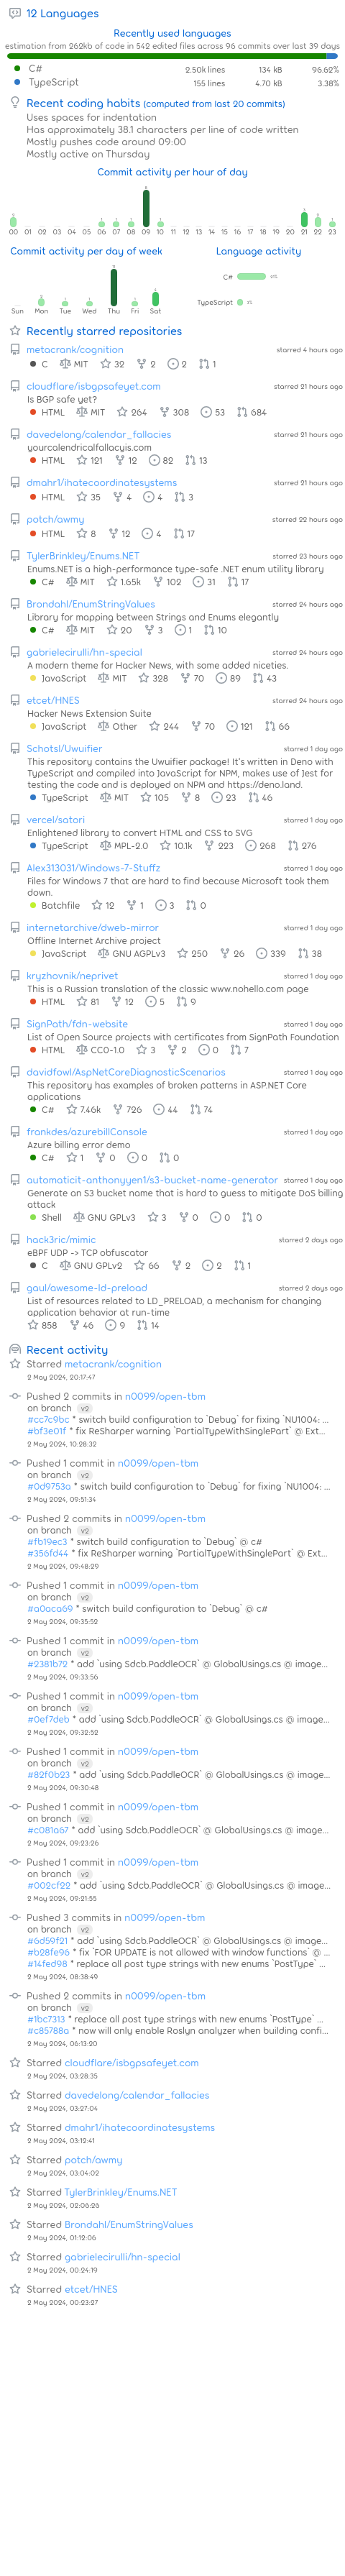 12 Languages
Recently used languages
estimation from 262kb of code in 542 edited files across 96 commits over last 39 days
C# 2.50k lines 134 kB 96.62%
TypeScript 155 lines 4.70 kB 3.38%
Recent coding habits (computed from last 20 commits)
Uses spaces for indentation
Has approximately 38.1 characters per line of code written
Mostly pushes code around 09:00
Mostly active on Thursday
Commit activity per hour of day
00 01 02 03 04 05 06 07 08 09 10 11 12 13 14 15 16 17 18 19 20 21 22 23
Commit activity per day of week
Language activity
C#
TypeScript
Sun Mon Tue Wed Thu Fri Sat
Recently starred repositories
metacrank/cognition starred 4 hours ago
C MIT 32 2 2 1
cloudflare/isbgpsafeyet.com starred 21 hours ago
Is BGP safe yet?
HTML MIT 264 308 53 684
davedelong/calendar_fallacies starred 21 hours ago
yourcalendricalfallacyis.com
HTML 121 12 82 13
dmahr1/ihatecoordinatesystems starred 21 hours ago
HTML 35 4 4 3
potch/awmy starred 22 hours ago
HTML 8 12 4 17
TylerBrinkley/Enums.NET starred 23 hours ago
Enums.NET is a high-performance type-safe .NET enum utility library
C# MIT 1.65k 102 31 17
Brondahl/EnumStringValues starred 24 hours ago
Library for mapping between Strings and Enums elegantly
C# MIT 20 3 1 10
gabrielecirulli/hn-special starred 24 hours ago
A modern theme for Hacker News, with some added niceties.
JavaScript MIT 328 70 89 43
etcet/HNES starred 24 hours ago
Hacker News Extension Suite
JavaScript Other 244 70 121 66
Schotsl/Uwuifier starred 1 day ago
This repository contains the Uwuifier package! It's written in Deno with
TypeScript and compiled into JavaScript for NPM, makes use of Jest for
testing the code and is deployed on NPM and https://deno.land.
TypeScript MIT 105 8 23 46
vercel/satori starred 1 day ago
Enlightened library to convert HTML and CSS to SVG
TypeScript MPL-2.0 10.1k 223 268 276
Alex313031/Windows-7-Stuffz starred 1 day ago
Files for Windows 7 that are hard to find because Microsoft took them
down.
Batchfile 12 1 3 0
internetarchive/dweb-mirror starred 1 day ago
Offline Internet Archive project
JavaScript GNU AGPLv3 250 26 339 38
kryzhovnik/neprivet starred 1 day ago
This is a Russian translation of the classic www.nohello.com page
HTML 81 12 5 9
SignPath/fdn-website starred 1 day ago
List of Open Source projects with certificates from SignPath Foundation
HTML CC0-1.0 3 2 0 7
davidfowl/AspNetCoreDiagnosticScenarios starred 1 day ago
This repository has examples of broken patterns in ASP.NET Core
applications
C# 7.46k 726 44 74
frankdes/azurebillConsole starred 1 day ago
Azure billing error demo
C# 1 0 0 0
automaticit-anthonyyen1/s3-bucket-name-generator starred 1 day ago
Generate an S3 bucket name that is hard to guess to mitigate DoS billing
attack
Shell GNU GPLv3 3 0 0 0
hack3ric/mimic starred 2 days ago
eBPF UDP -> TCP obfuscator
C GNU GPLv2 66 2 2 1
gaul/awesome-ld-preload starred 2 days ago
List of resources related to LD_PRELOAD, a mechanism for changing
application behavior at run-time
858 46 9 14
Recent activity
Starred metacrank/cognition
2 May 2024, 20:17:47
Pushed 2 commits in n0099/open-tbm
on branch v2
#cc7c9bc * switch build configuration to `Debug` for fixing `NU1004: ...
#bf3e01f * fix ReSharper warning `PartialTypeWithSinglePart` @ Ext...
2 May 2024, 10:28:32
Pushed 1 commit in n0099/open-tbm
on branch v2
#0d9753a * switch build configuration to `Debug` for fixing `NU1004: ...
2 May 2024, 09:51:34
Pushed 2 commits in n0099/open-tbm
on branch v2
#fb19ec3 * switch build configuration to `Debug` @ c#
#356fd44 * fix ReSharper warning `PartialTypeWithSinglePart` @ Ext...
2 May 2024, 09:48:29
Pushed 1 commit in n0099/open-tbm
on branch v2
#a0aca69 * switch build configuration to `Debug` @ c#
2 May 2024, 09:35:52
Pushed 1 commit in n0099/open-tbm
on branch v2
#2381b72 * add `using Sdcb.PaddleOCR` @ GlobalUsings.cs @ image...
2 May 2024, 09:33:56
Pushed 1 commit in n0099/open-tbm
on branch v2
#0ef7deb * add `using Sdcb.PaddleOCR` @ GlobalUsings.cs @ image...
2 May 2024, 09:32:52
Pushed 1 commit in n0099/open-tbm
on branch v2
#82f0b23 * add `using Sdcb.PaddleOCR` @ GlobalUsings.cs @ image...
2 May 2024, 09:30:48
Pushed 1 commit in n0099/open-tbm
on branch v2
#c081a67 * add `using Sdcb.PaddleOCR` @ GlobalUsings.cs @ image...
2 May 2024, 09:23:26
Pushed 1 commit in n0099/open-tbm
on branch v2
#002cf22 * add `using Sdcb.PaddleOCR` @ GlobalUsings.cs @ image...
2 May 2024, 09:21:55
Pushed 3 commits in n0099/open-tbm
on branch v2
#6d59f21 * add `using Sdcb.PaddleOCR` @ GlobalUsings.cs @ image...
#b28fe96 * fix `FOR UPDATE is not allowed with window functions` @ ...
#14fed98 * replace all post type strings with new enums `PostType` ...
2 May 2024, 08:38:49
Pushed 2 commits in n0099/open-tbm
on branch v2
#1bc7313 * replace all post type strings with new enums `PostType` ...
#c85788a * now will only enable Roslyn analyzer when building confi...
2 May 2024, 06:13:20
Starred cloudflare/isbgpsafeyet.com
2 May 2024, 03:28:35
Starred davedelong/calendar_fallacies
2 May 2024, 03:27:04
Starred dmahr1/ihatecoordinatesystems
2 May 2024, 03:12:41
Starred potch/awmy
2 May 2024, 03:04:02
Starred TylerBrinkley/Enums.NET
2 May 2024, 02:06:26
Starred Brondahl/EnumStringValues
2 May 2024, 01:12:06
Starred gabrielecirulli/hn-special
2 May 2024, 00:24:19
Starred etcet/HNES
2 May 2024, 00:23:27